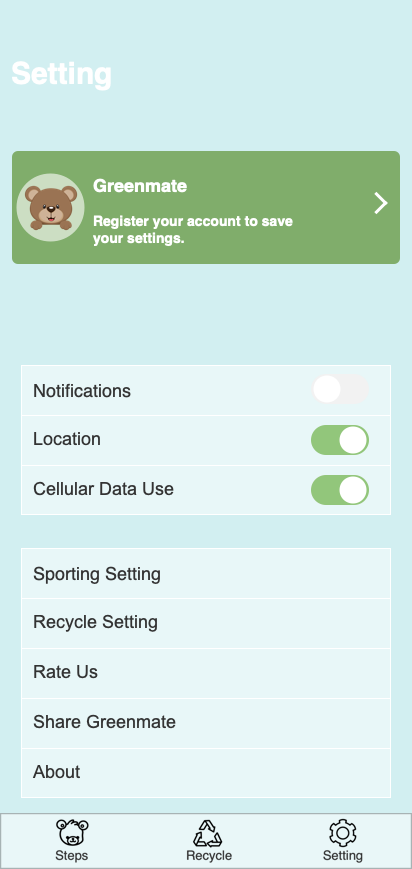 Setting
Greenmate
Register your account to save
your settings.
Notifications
Location
Cellular Data Use
Sporting Setting
Recycle Setting
Rate Us
Share Greenmate
About
Steps
Recycle
Setting